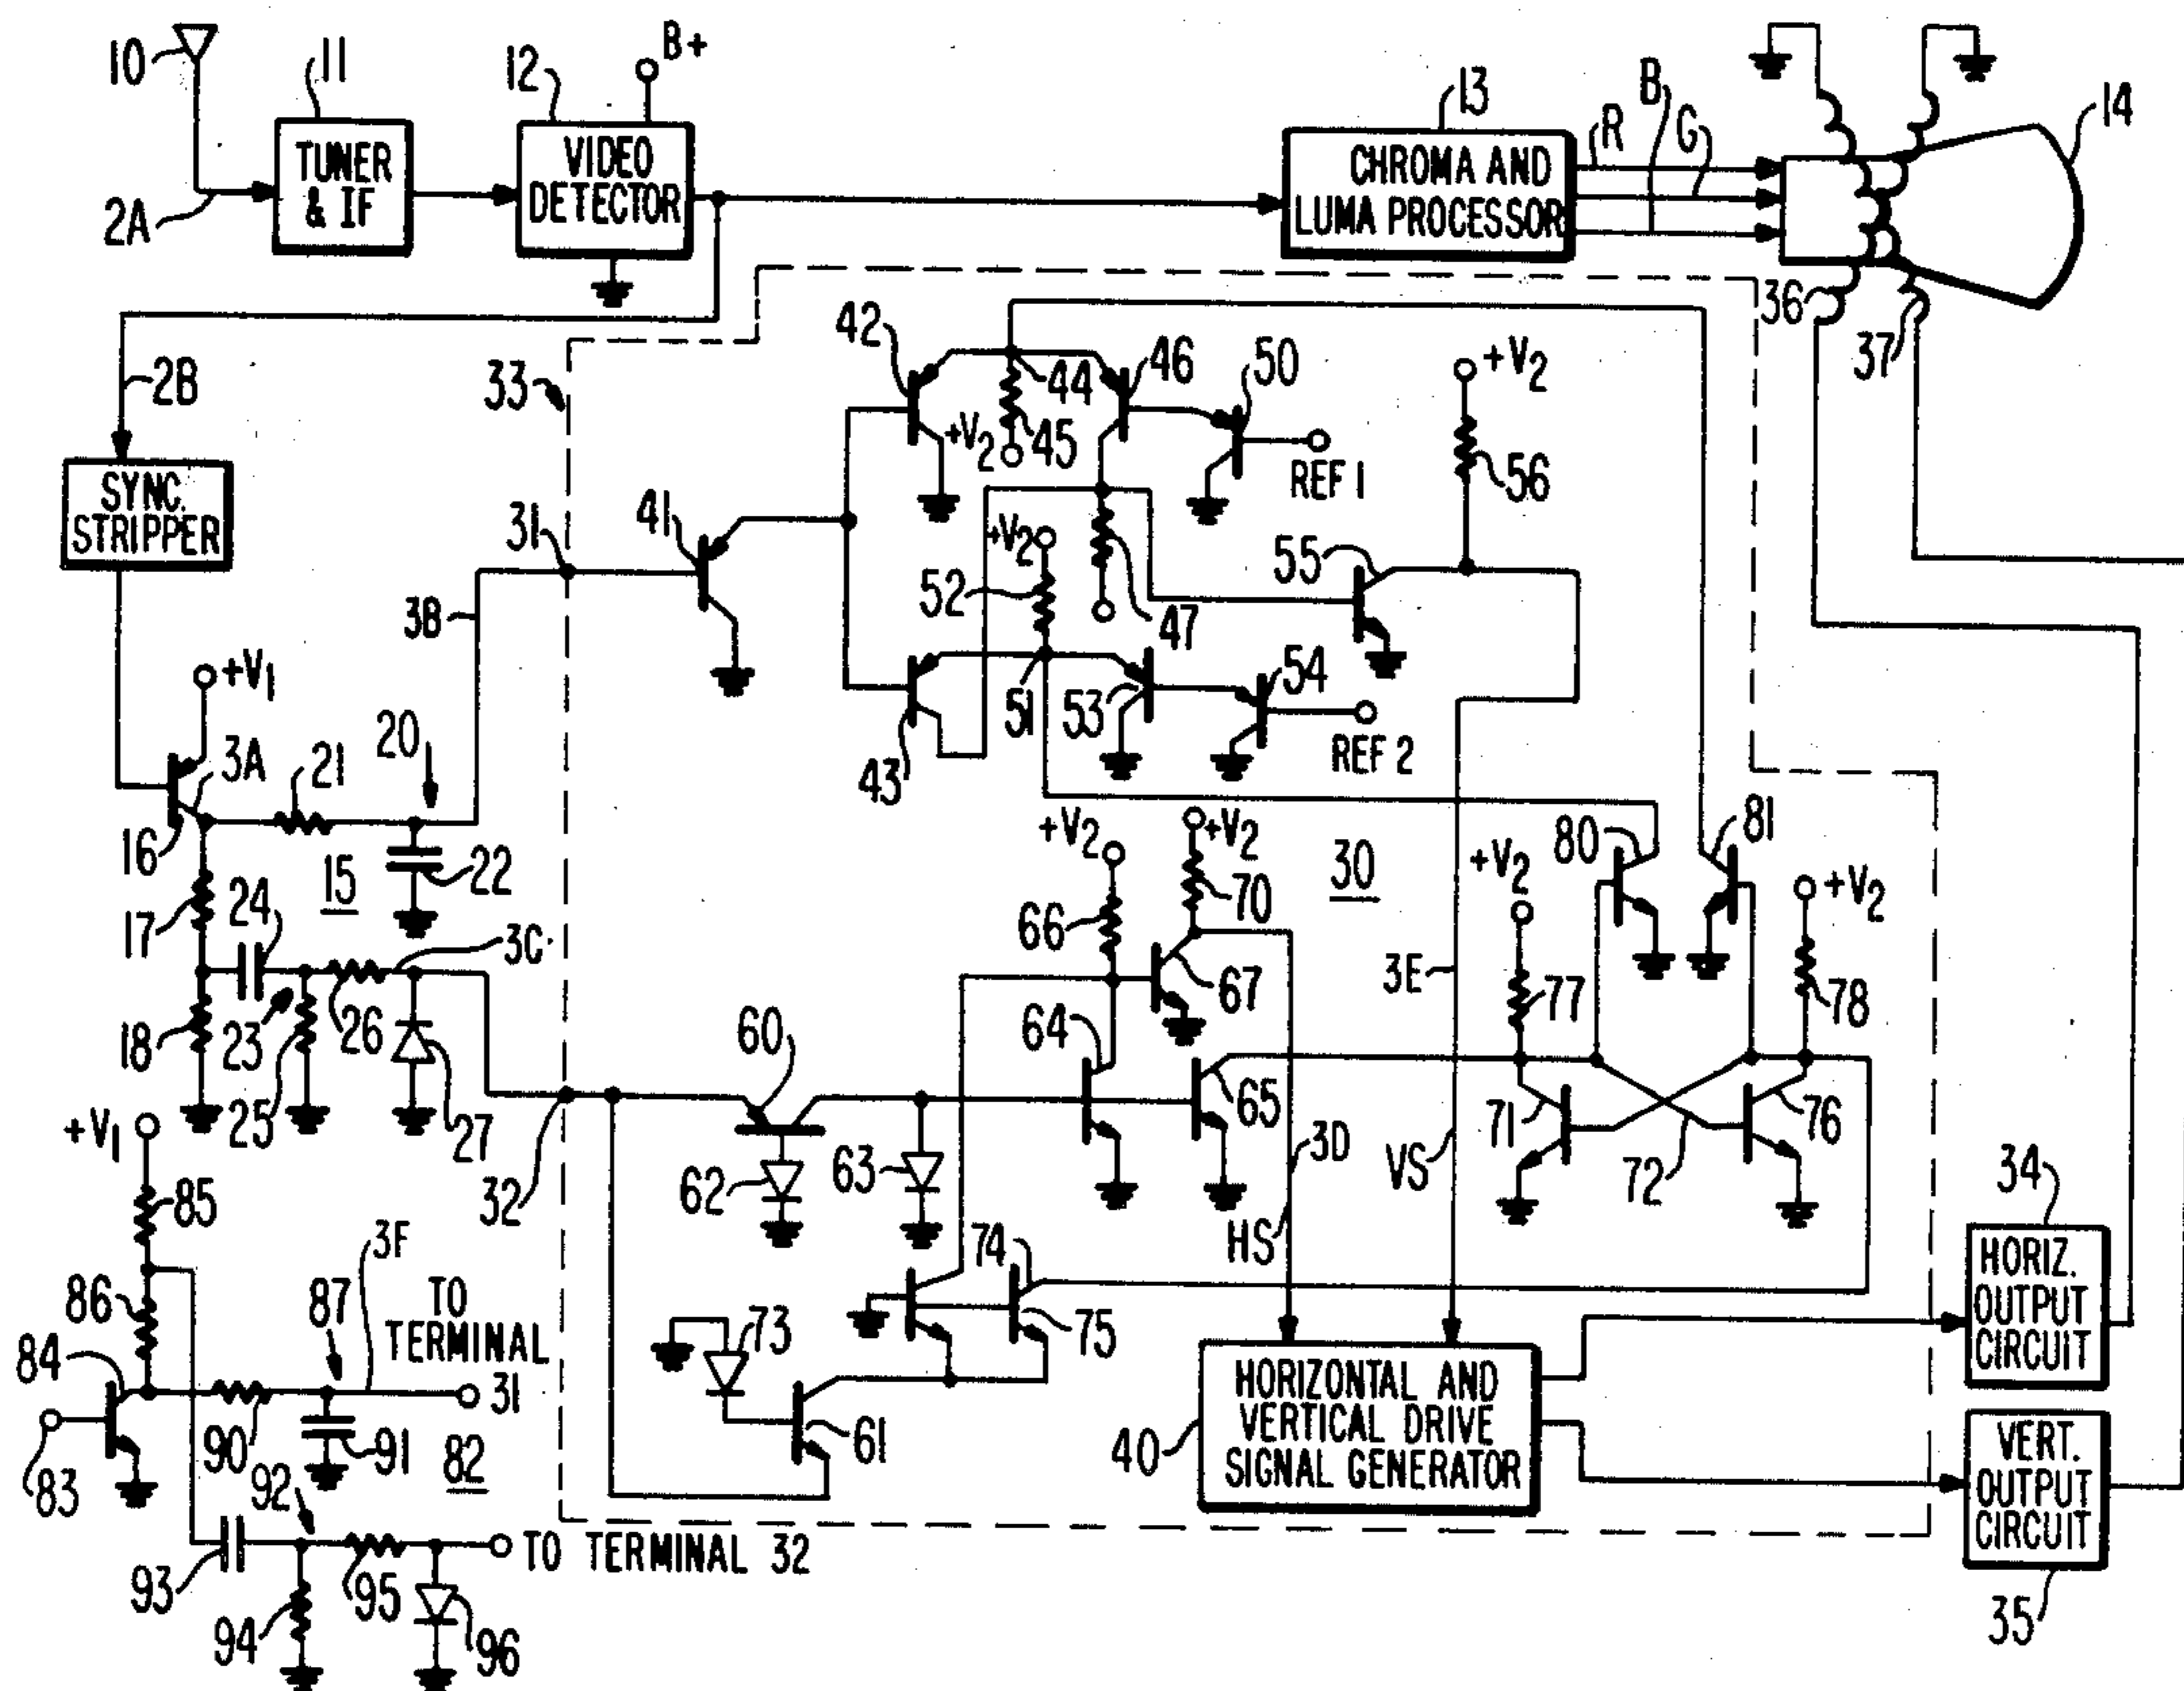 10
11
12
B+
13
R
B
G
14
TUNER
& IF
VIDEO
DETECTOR
CHROMA AND
LUMA PROCESSOR
2A
36
37
2B
33
42
44
46
50
+V2
45
+V2
REF 1
56
SYNC.
STRIPPER
31
41
+V2
55
52
47
3B
+V1
51
53
54
REF 2
43
3A
21
20
16
15
22
+V2
+V2
30
80
81
+V2
+V2
17
24
3C
66
70
67
3E
77
78
18
23
26
60
64
65
25
27
71
72
76
+V1
32
62
63
3D
VS
85
HS
34
3F
74
86
87
TO
TERMINAL
31
73
75
HORIZ.
OUTPUT
CIRCUIT
84
HORIZONTAL AND
VERTICAL DRIVE
SIGNAL GENERATOR
40
61
90
91
82
83
92
VERT.
OUTPUT
CIRCUIT
TO TERMINAL 32
93
94
95
96
35